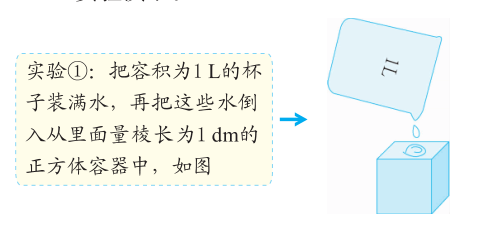 实验①：把容积为1 L的杯
子装满水，再把这些水倒
入从里面量棱长为1 dm的
正方体容器中，如图
1L